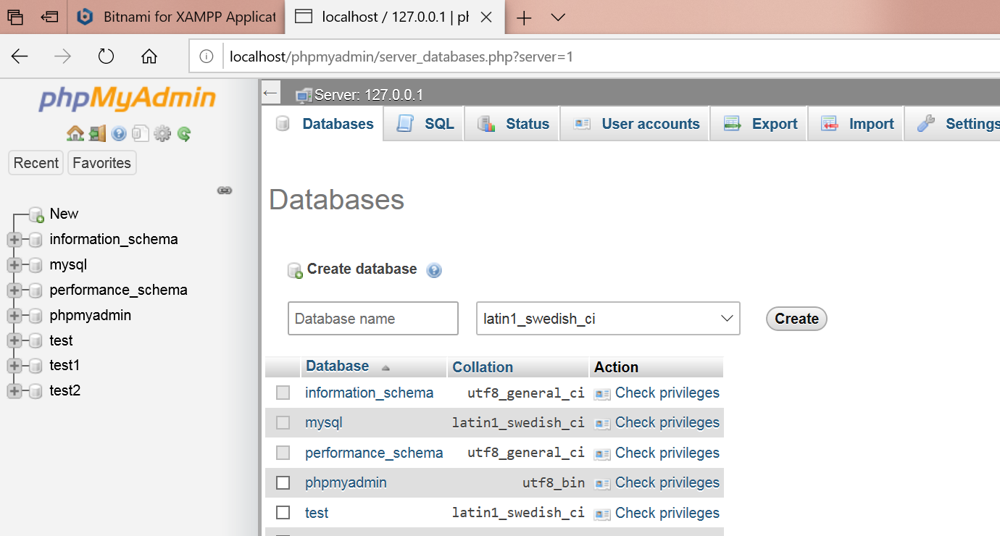 Bitnami for XAMPP Applicat
localhost / 127.0.0.1 | ph
localhost/phpmyadmin/server_databases.php?server=1
phpMyAdmin
Recent Favorites
New
information_schema
mysql
performance_schema
phpmyadmin
test
test1
test2
Server: 127.0.0.1
Databases SQL Status User accounts Export Import Settings
Databases
Create database
Database name latin1_swedish_ci Create
Database Collation Action
information_schema utf8_general_ci Check privileges
mysql latin1_swedish_ci Check privileges
performance_schema utf8_general_ci Check privileges
phpmyadmin utf8_bin Check privileges
test latin1_swedish_ci Check privileges